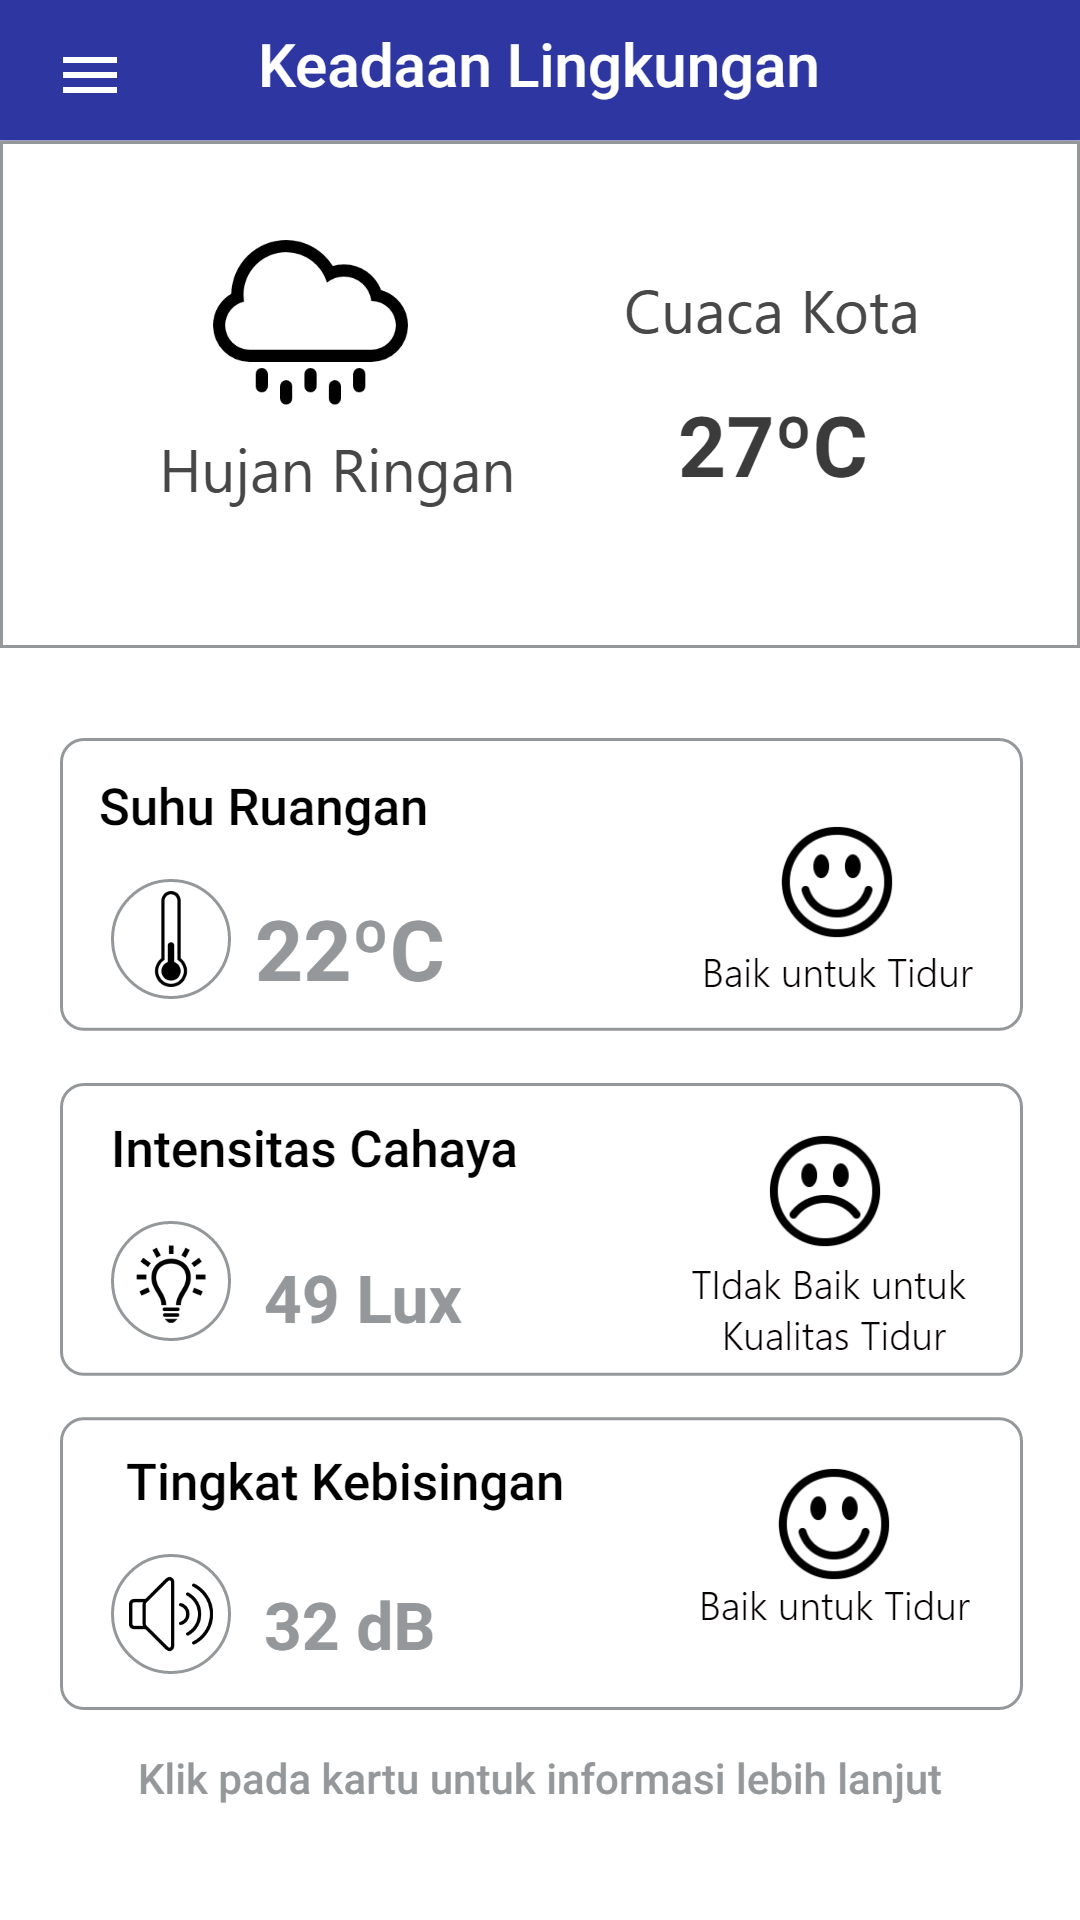 Keadaan Lingkungan
Cuaca Kota
27°C
Hujan Ringan
Suhu Ruangan
22°C
Baik untuk Tidur
Intensitas Cahaya
49 Lux
TIdak Baik untuk
Kualitas Tidur
Tingkat Kebisingan
32 dB
Baik untuk Tidur
Klik pada kartu untuk informasi lebih lanjut